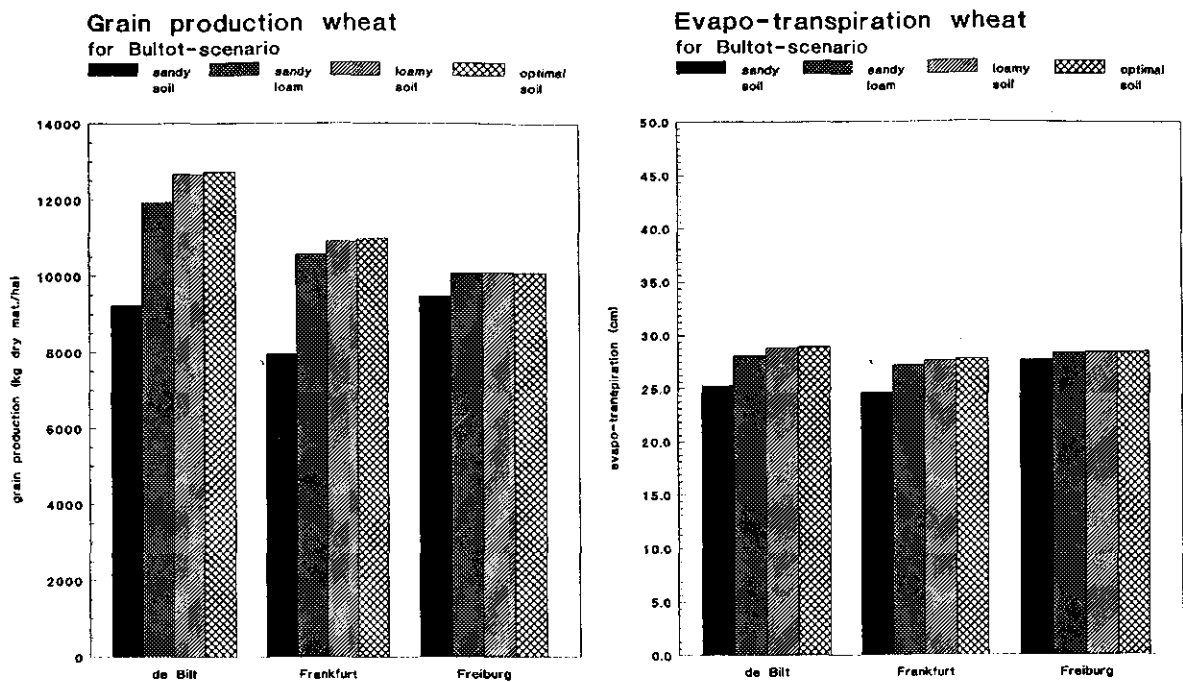 Grain production wheat
for Bultot-scenario
sandy soil
sandy loam
loamy soil
optimal soil
14000
12000
10000
8000
6000
4000
2000
0
grain production (kg dry mat./ha)
de Bilt
Frankfurt
Freiburg
Evapo-transpiration wheat
for Bultot-scenario
sandy soil
sandy loam
loamy soil
optimal soil
50.0
45.0
40.0
35.0
30.0
25.0
20.0
15.0
10.0
5.0
0.0
evapo-transpiration (cm)
de Bilt
Frankfurt
Freiburg